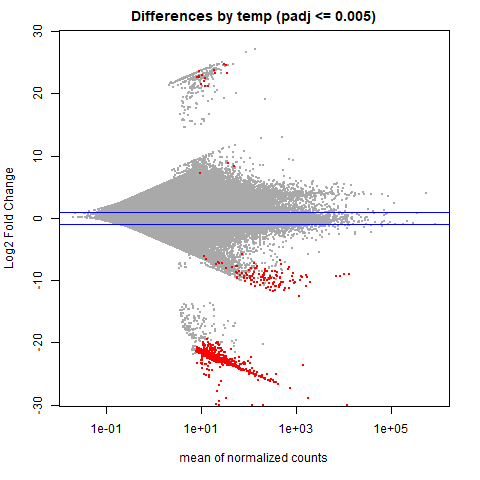 Differences by temp (padj <= 0.005)
Log2 Fold Change
30
20
10
0
-10
-20
-30
1e-01
1e+01
1e+03
1e+05
mean of normalized counts